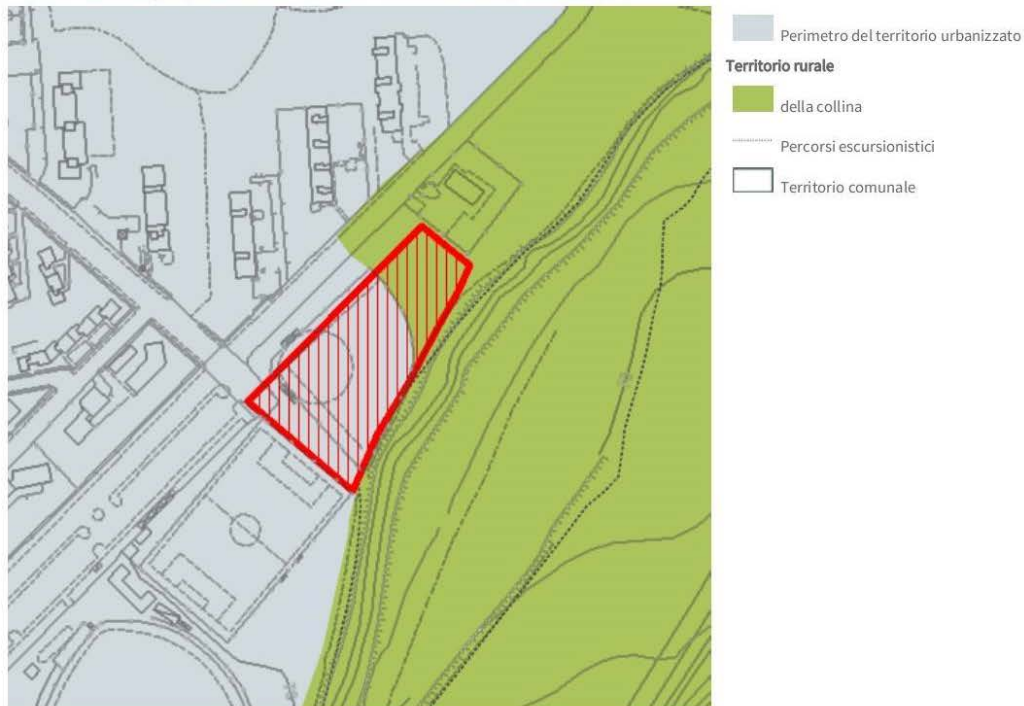 Perimetro del territorio urbanizzato
Territorio rurale
della collina
Percorsi escursionistici
Territorio comunale